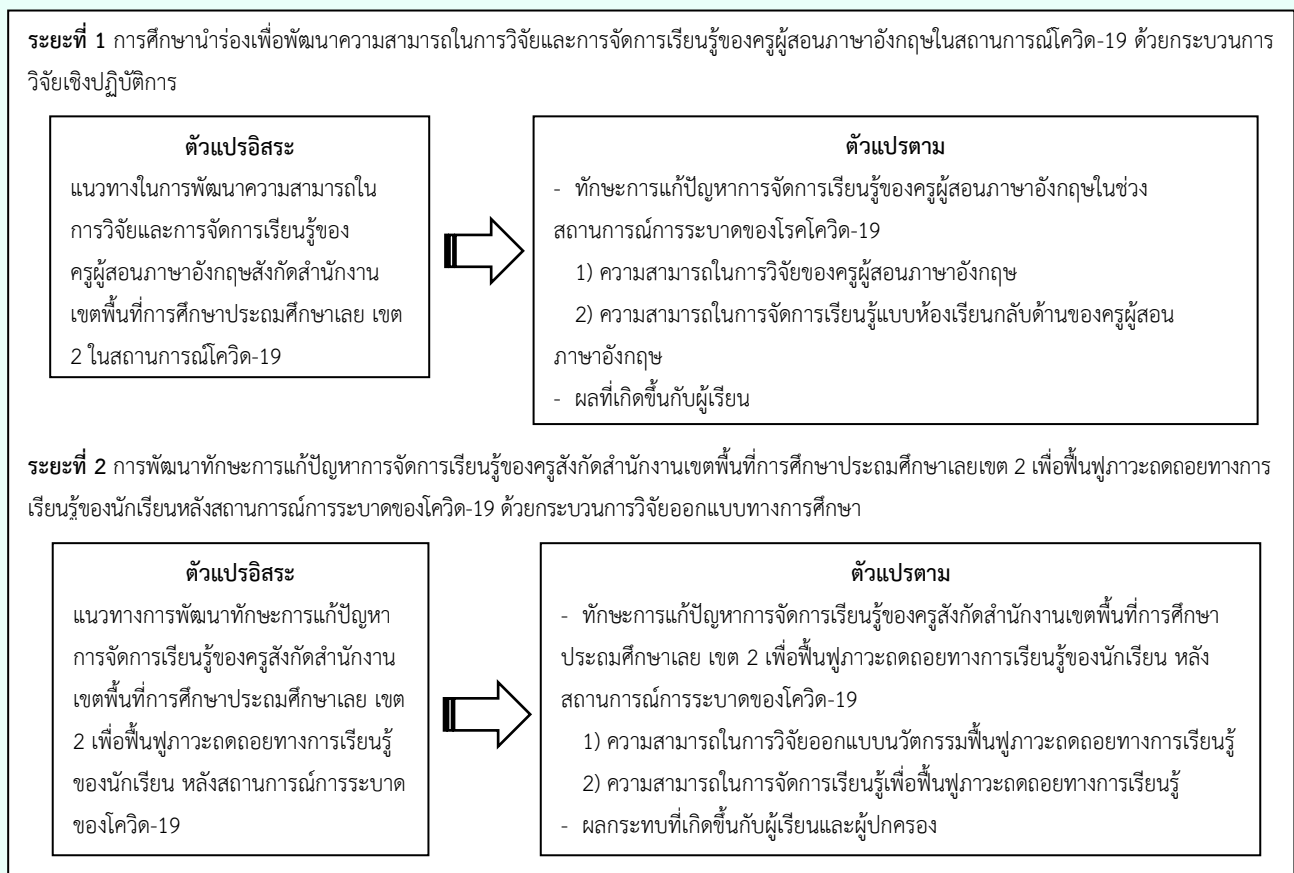 ระยะที่ 1 การศึกษานำร่องเพื่อพัฒนาความสามารถในการวิจัยและการจัดการเรียนรู้ของครูผู้สอนภาษาอังกฤษในสถานการณ์โควิด-19 ด้วยกระบวนการ
วิจัยเชิงปฏิบัติการ
ตัวแปรอิสระ
แนวทางในการพัฒนาความสามารถใน
การวิจัยและการจัดการเรียนรู้ของ
ครูผู้สอนภาษาอังกฤษสังกัดสำนักงาน
เขตพื้นที่การศึกษาประถมศึกษาเลย เขต
2 ในสถานการณ์โควิด-19
ตัวแปรตาม
- ทักษะการแก้ปัญหาการจัดการเรียนรู้ของครูผู้สอนภาษาอังกฤษในช่วง
สถานการณ์การระบาดของโรคโควิด-19
1) ความสามารถในการวิจัยของครูผู้สอนภาษาอังกฤษ
2) ความสามารถในการจัดการเรียนรู้แบบห้องเรียนกลับด้านของครูผู้สอน
ภาษาอังกฤษ
- ผลที่เกิดขึ้นกับผู้เรียน
ระยะที่ 2 การพัฒนาทักษะการแก้ปัญหาการจัดการเรียนรู้ของครูสังกัดสำนักงานเขตพื้นที่การศึกษาประถมศึกษาเลยเขต 2 เพื่อฟื้นฟูภาวะถดถอยทางการ
เรียนรู้ของนักเรียนหลังสถานการณ์การระบาดของโควิด-19 ด้วยกระบวนการวิจัยออกแบบทางการศึกษา
ตัวแปรอิสระ
แนวทางการพัฒนาทักษะการแก้ปัญหา
การจัดการเรียนรู้ของครูสังกัดสำนักงาน
เขตพื้นที่การศึกษาประถมศึกษาเลย เขต
2 เพื่อฟื้นฟูภาวะถดถอยทางการเรียนรู้
ของนักเรียน หลังสถานการณ์การระบาด
ของโควิด-19
ตัวแปรตาม
- ทักษะการแก้ปัญหาการจัดการเรียนรู้ของครูสังกัดสำนักงานเขตพื้นที่การศึกษา
ประถมศึกษาเลย เขต 2 เพื่อฟื้นฟูภาวะถดถอยทางการเรียนรู้ของนักเรียน หลัง
สถานการณ์การระบาดของโควิด-19
1) ความสามารถในการวิจัยออกแบบนวัตกรรมฟื้นฟูภาวะถดถอยทางการเรียนรู้
2) ความสามารถในการจัดการเรียนรู้เพื่อฟื้นฟูภาวะถดถอยทางการเรียนรู้
- ผลกระทบที่เกิดขึ้นกับผู้เรียนและผู้ปกครอง